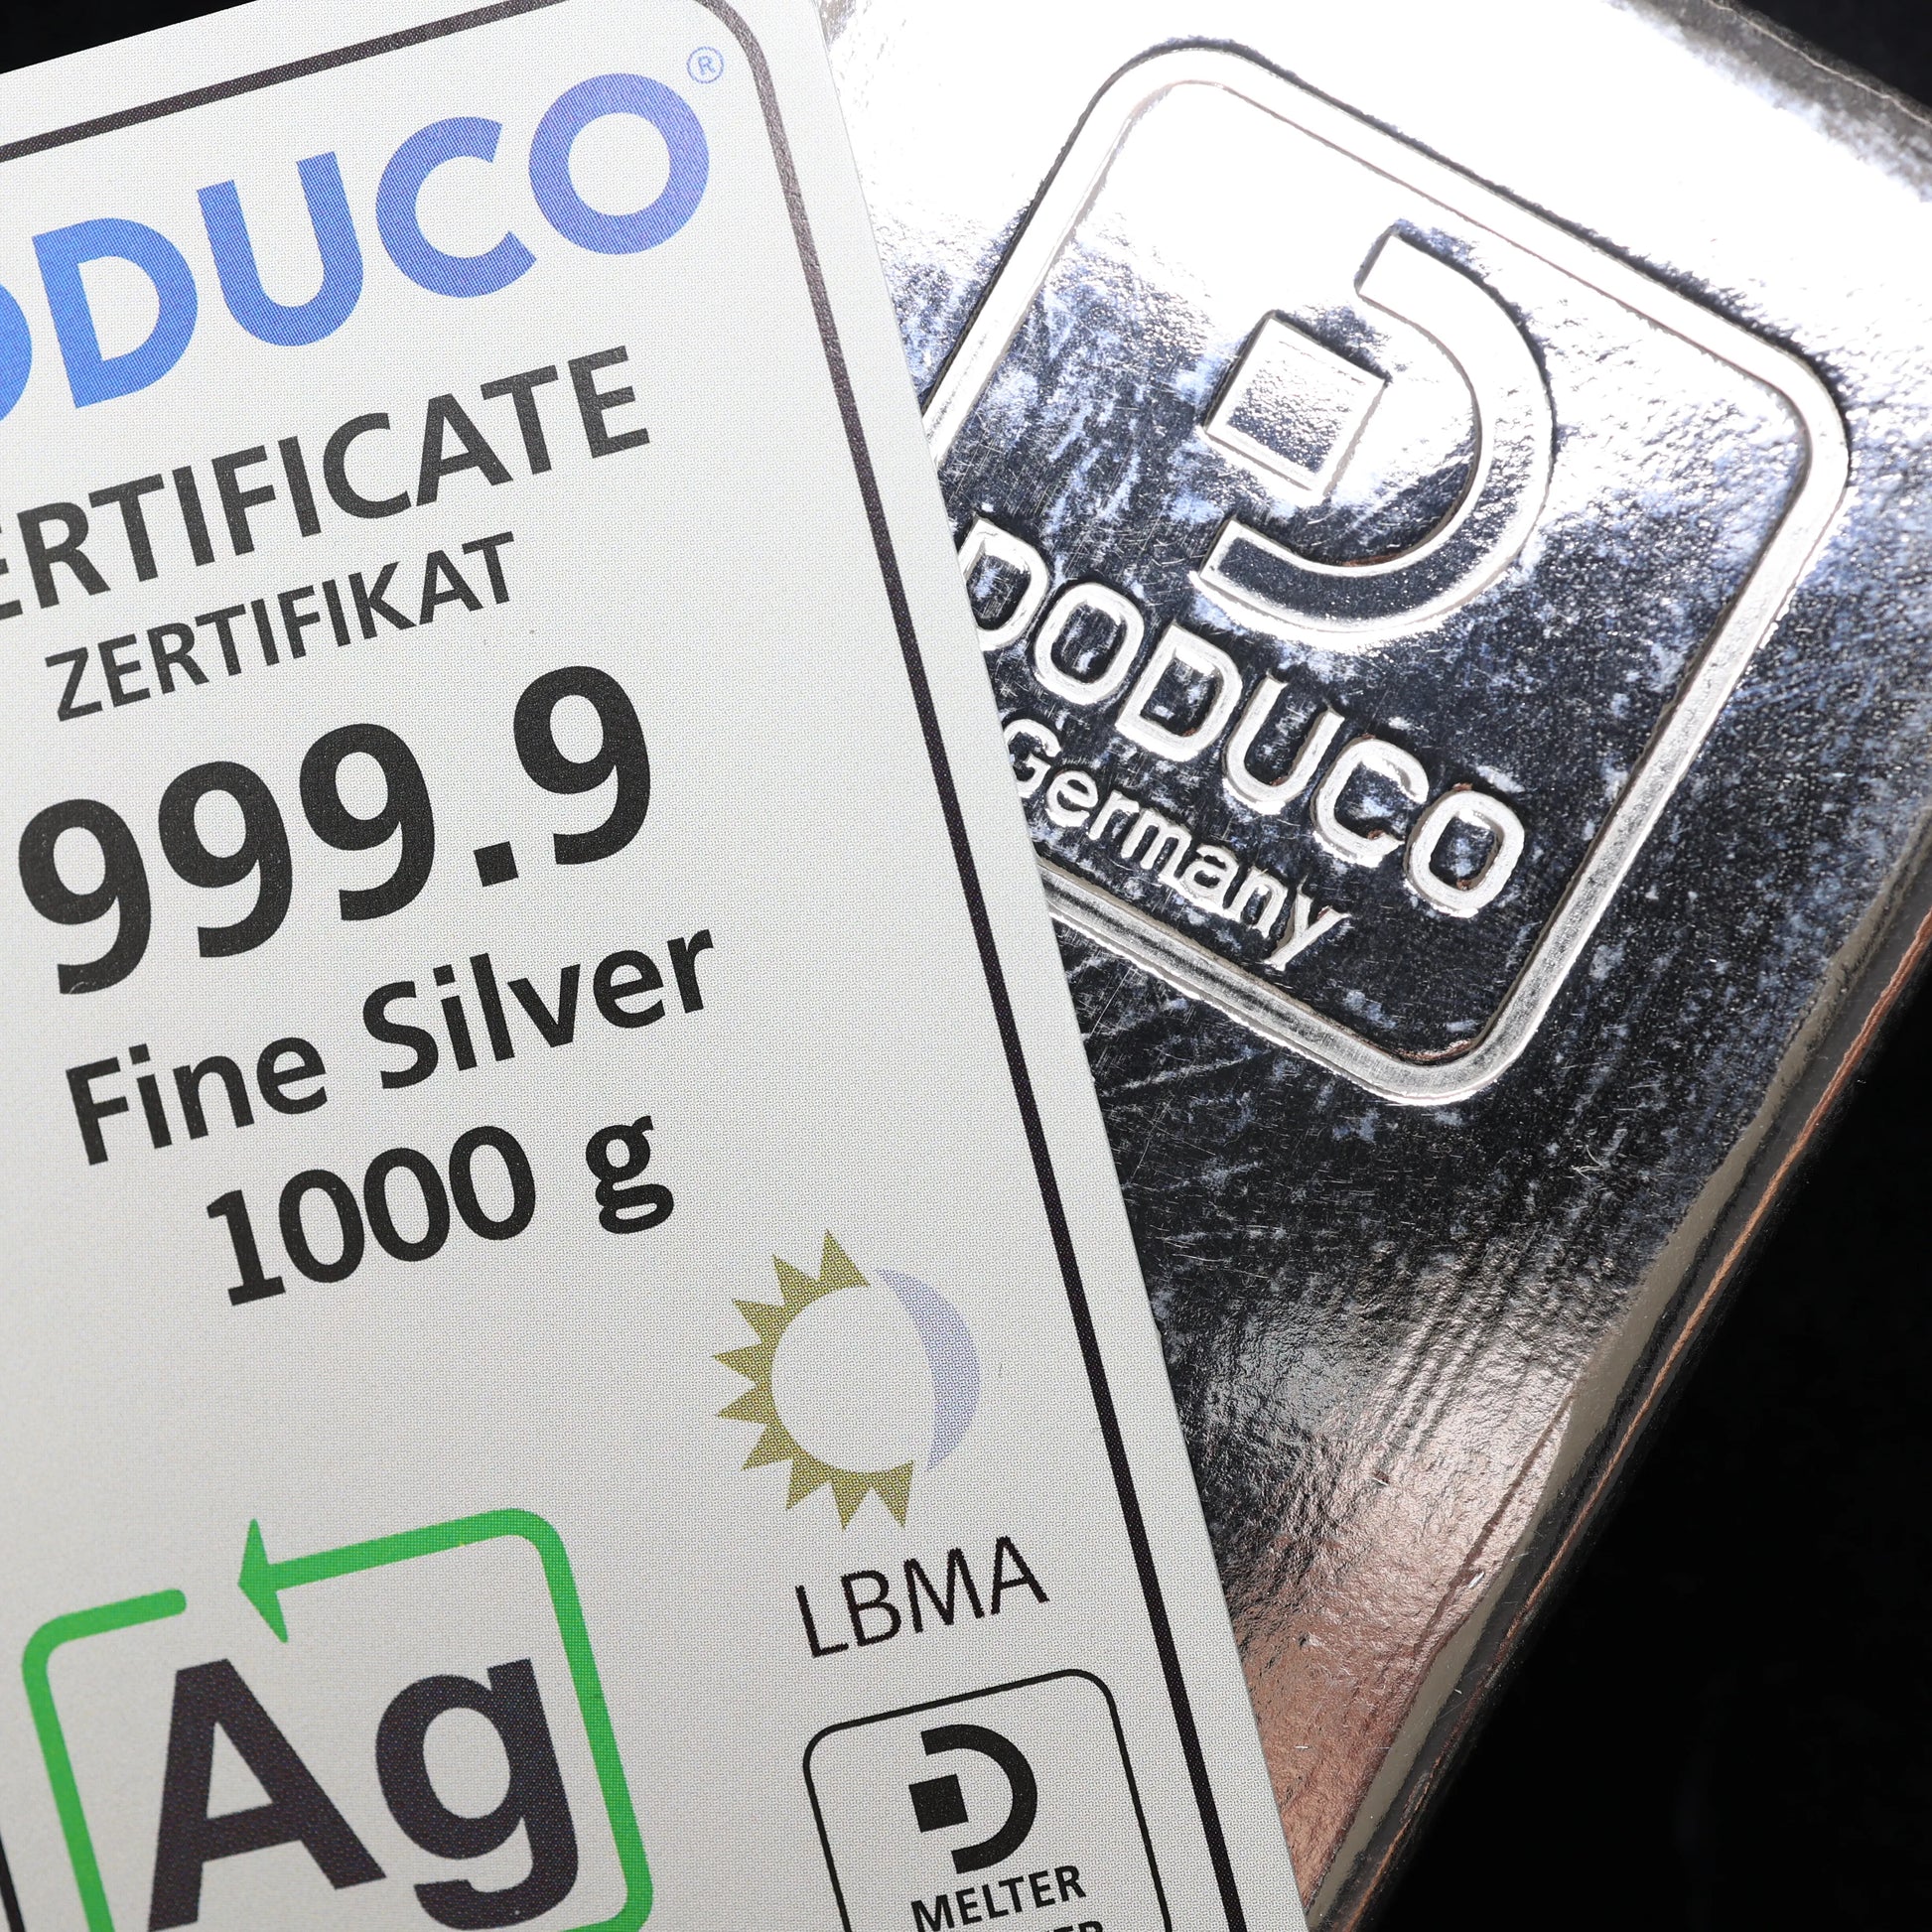 ODUCO®
ERTIFICATE
ZERTIFIKAT
999.9
Fine Silver
1000 g
LBMA
Ag
MELTER
DODUCO
Germany